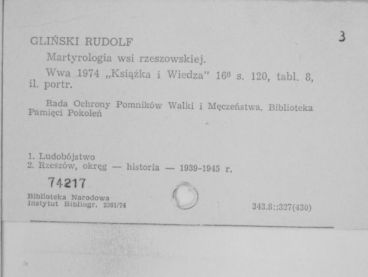 3
GLIŃSKI RUDOLF
Martyrologia wsi rzeszowskiej.
Wwa 1974 „Książka i Wiedza" 16º s. 120, tabl. 8,
il. portr.
Rada Ochrony Pomników Walki i Męczeństwa. Biblioteka
Pamięci Pokoleń
1. Ludobójstwo
2. Rzeszów, okręg — historia — 1939-1945 r.
74217
Biblioteka Narodowa
Instytut Bibliogr. 3361/74
343.8::327(430)